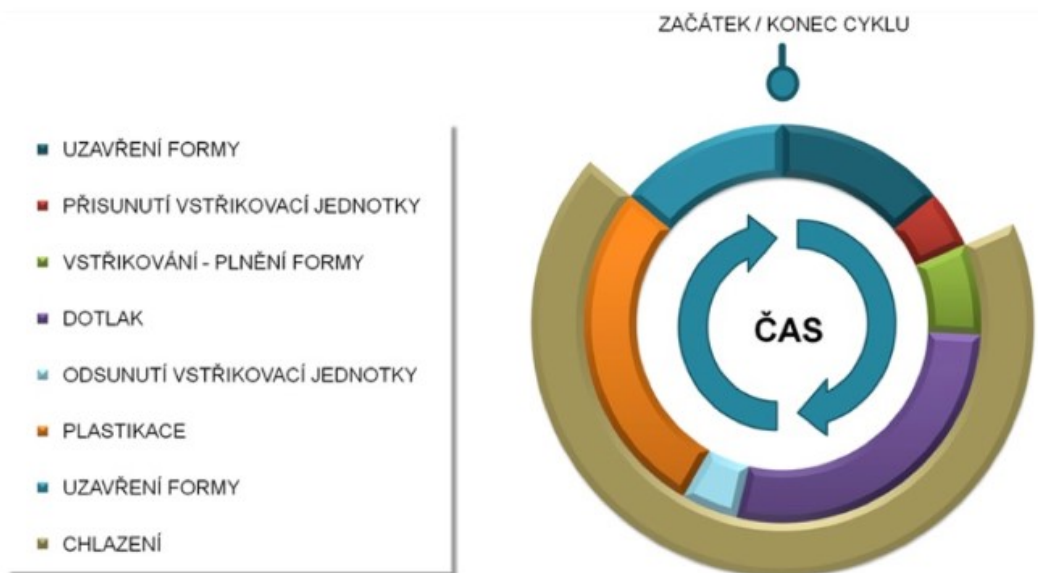 ZAČÁTEK / KONEC CYKLU
UZAVŘENÍ FORMY
PŘISUNUTÍ VSTŘIKOVACÍ JEDNOTKY
VSTŘIKOVÁNÍ - PLNĚNÍ FORMY
DOTLAK
ODSUNUTÍ VSTŘIKOVACÍ JEDNOTKY
PLASTIKACE
UZAVŘENÍ FORMY
CHLAZENÍ
ČAS